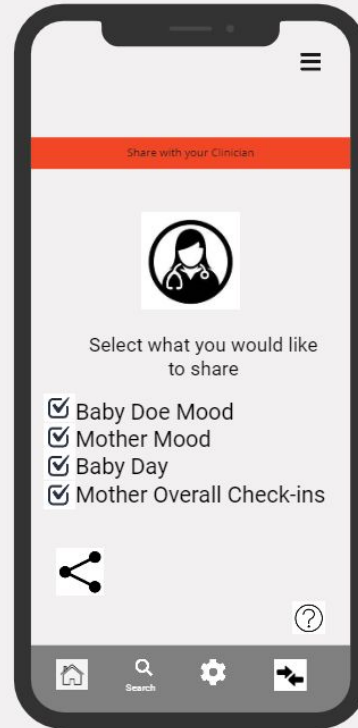 Share with your Clinician
Select what you would like
to share
Baby Doe Mood
Mother Mood
Baby Day
Mother Overall Check-ins
?
Search